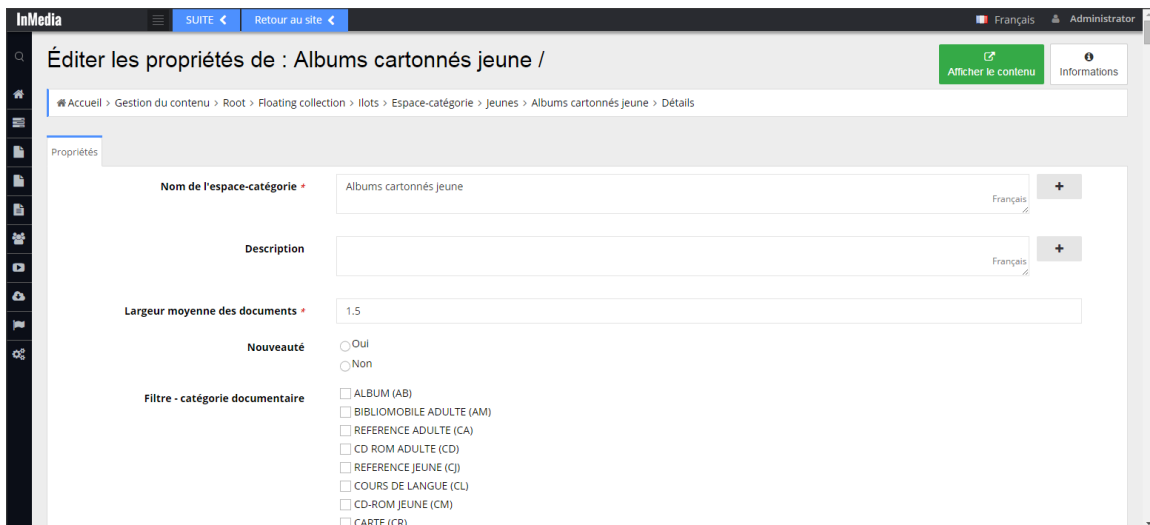 InMedia SUITE Retour au site Français Administrator
Éditer les propriétés de : Albums cartonnés jeune /
Afficher le contenu
Informations
Accueil > Gestion du contenu > Root > Floating collection > Ilots > Espace-catégorie > Jeunes > Albums cartonnés jeune > Détails
Propriétés
Nom de l'espace-catégorie *
Albums cartonnés jeune
Français
+
Description
Français
+
Largeur moyenne des documents *
1.5
Nouveauté
Oui
Non
Filtre - catégorie documentaire
ALBUM (AB)
BIBLIOMOBILE ADULTE (AM)
REFERENCE ADULTE (CA)
CD ROM ADULTE (CD)
REFERENCE JEUNE (CJ)
COURS DE LANGUE (CL)
CD-ROM JEUNE (CM)
CARTE (CR)